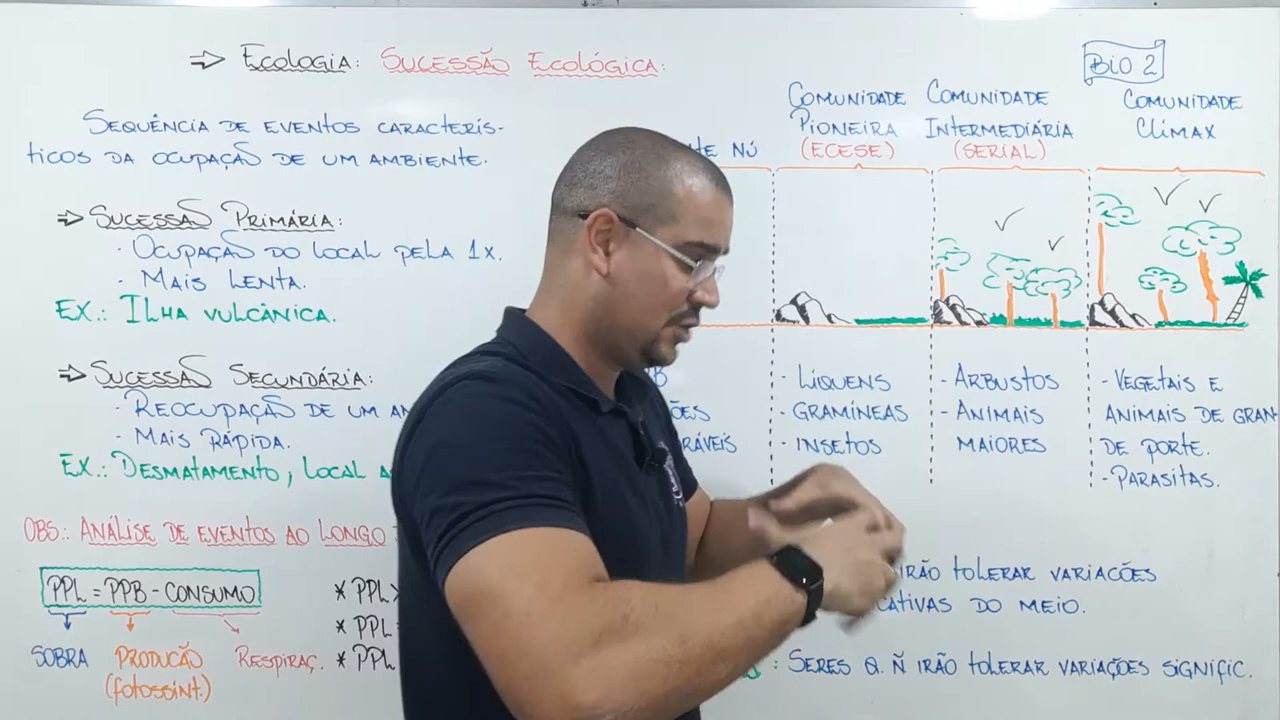 ⇒ Ecologia: Sucessão Ecológica:
Sequência de eventos caracterís-
ticos da ocupação de um ambiente.
⇒ Sucessão Primária:
· Ocupação do local pela 1x.
· Mais lenta.
Ex.: Ilha vulcânica.
⇒ Sucessão Secundária:
· Reocupação de um
· Mais rápida.
Ex.: Desmatamento, local
Obs.: Análise de eventos ao longo
PPL = PPB - Consumo
Sobra
Produção
(fotossínt.)
Respiraç.
* PPL >
* PPL
* PPL
Bio 2
Nú
Comunidade
Pioneira
(Ecese)
Comunidade
Intermediária
(Serial)
Comunidade
Clímax
- Líquens
- Gramíneas
- Insetos
- Arbustos
- Animais
maiores
- Vegetais e
animais de gran
de porte.
- Parasitas.
irão tolerar variações
do meio.
: Seres q. ñ irão tolerar variações signific.